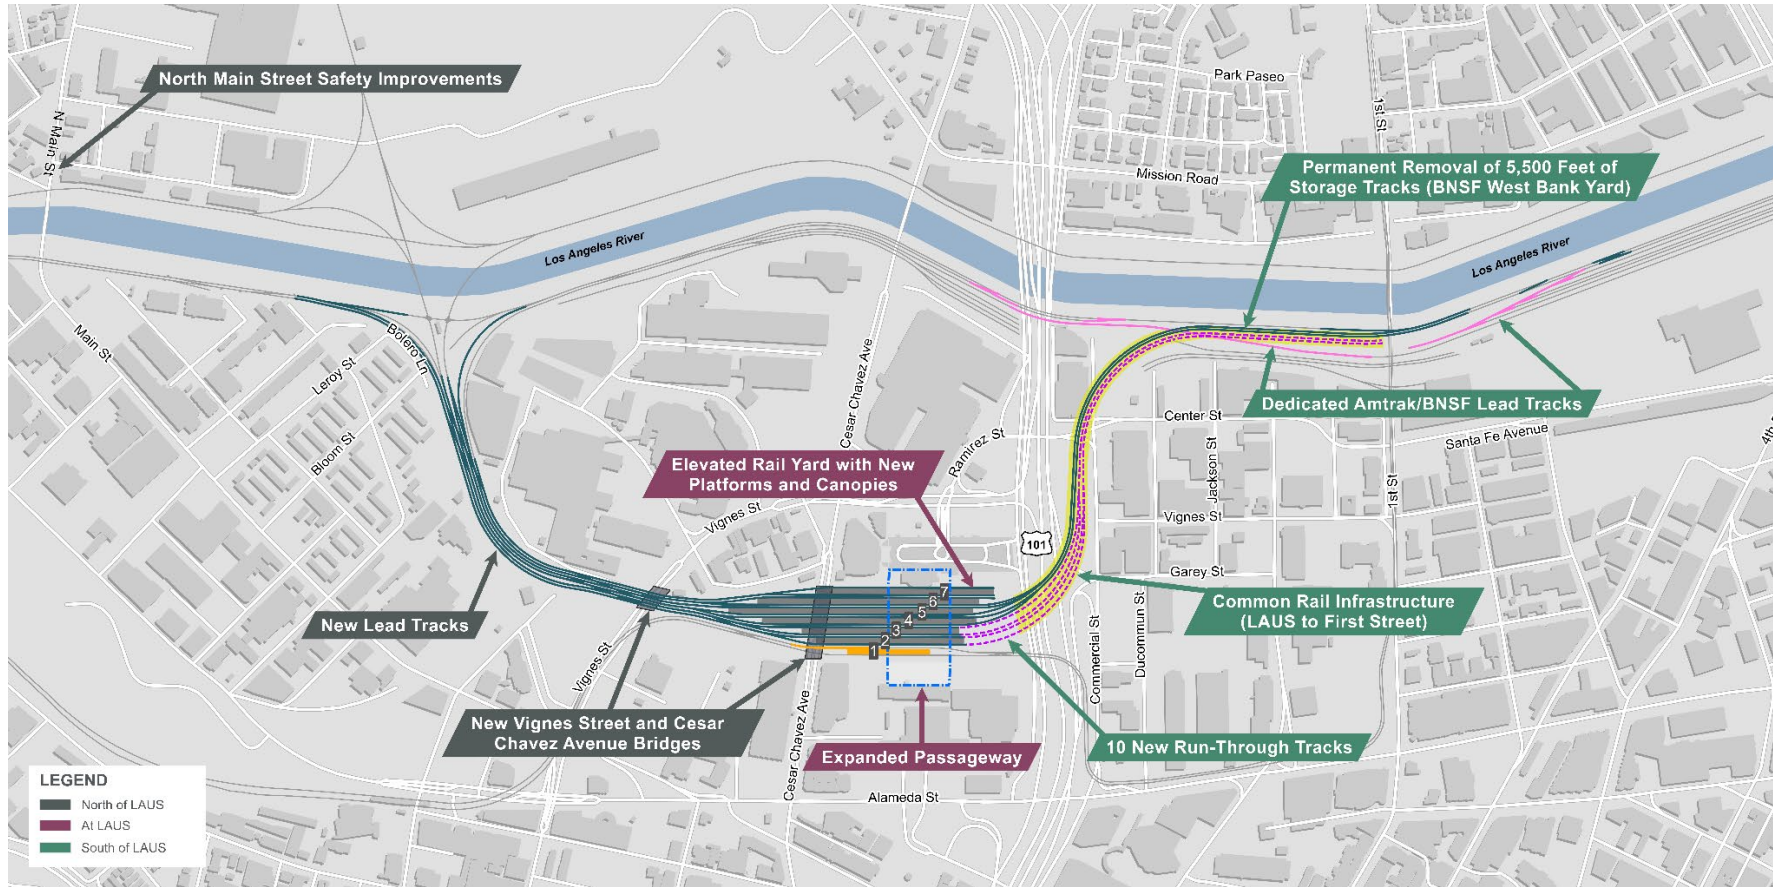 North Main Street Safety Improvements
N Main St
Park Paseo
1st St
Permanent Removal of 5,500 Feet of
Storage Tracks (BNSF West Bank Yard)
Mission Road
Los Angeles River
Los Angeles River
Main St
Bolero Ln
Leroy St
Bloom St
Cesar Chavez Ave
Dedicated Amtrak/BNSF Lead Tracks
Center St
Santa Fe Avenue
4th
Ramirez St
Jackson St
1st St
Elevated Rail Yard with New
Platforms and Canopies
Vignes St
Vignes St
101
Garey St
Common Rail Infrastructure
(LAUS to First Street)
New Lead Tracks
7
6
5
4
3
2
1
Vignes St
Commercial St
Ducommun St
New Vignes Street and Cesar
Chavez Avenue Bridges
Cesar Chavez Ave
Expanded Passageway
10 New Run-Through Tracks
Alameda St
LEGEND
North of LAUS
At LAUS
South of LAUS